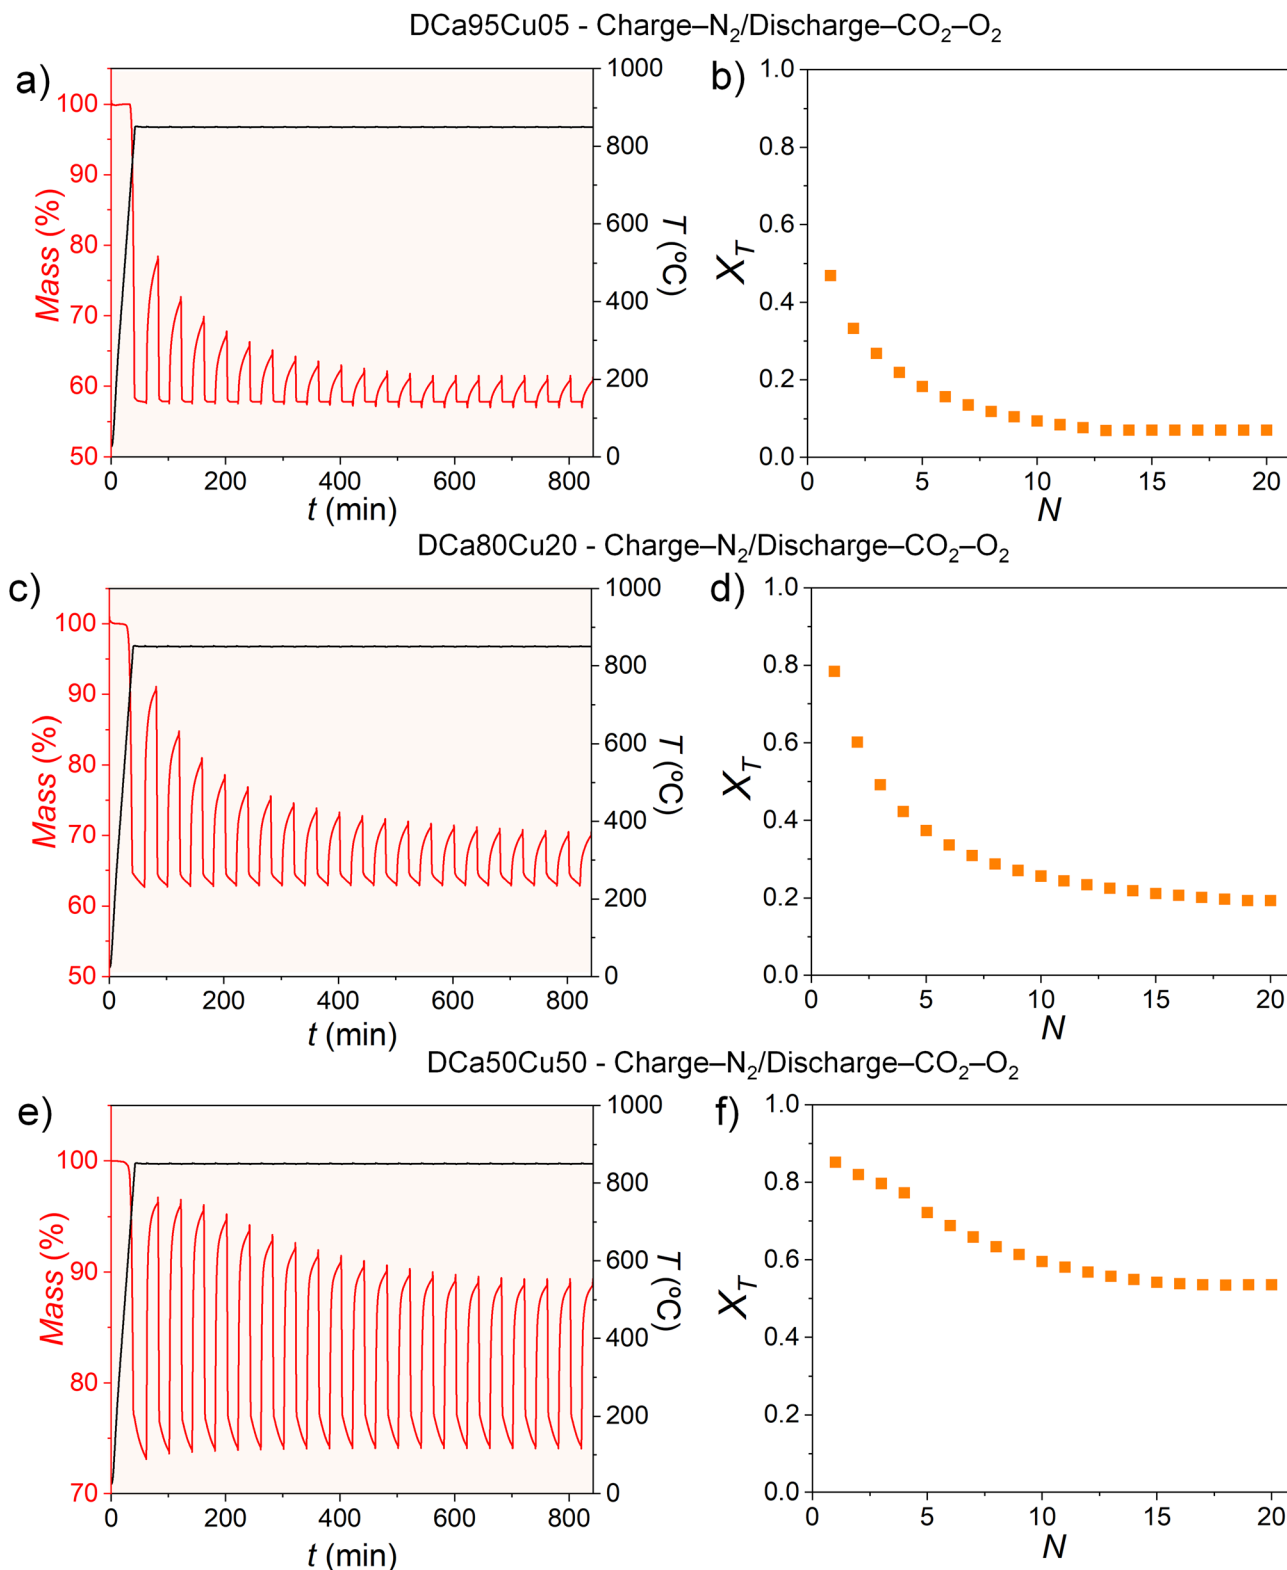 DCa95Cu05 - Charge–N₂/Discharge–CO₂–O₂
a)
100
90
80
70
60
50
Mass (%)
1000
800
600
400
200
0
T (ºC)
0 200 400 600 800
t (min)
b)
1.0
0.8
0.6
0.4
0.2
0.0
X_T
0 5 10 15 20
N
DCa80Cu20 - Charge–N₂/Discharge–CO₂–O₂
c)
100
90
80
70
60
50
Mass (%)
1000
800
600
400
200
0
T (ºC)
0 200 400 600 800
t (min)
d)
1.0
0.8
0.6
0.4
0.2
0.0
X_T
0 5 10 15 20
N
DCa50Cu50 - Charge–N₂/Discharge–CO₂–O₂
e)
100
90
80
70
Mass (%)
1000
800
600
400
200
0
T (ºC)
0 200 400 600 800
t (min)
f)
1.0
0.8
0.6
0.4
0.2
0.0
X_T
0 5 10 15 20
N